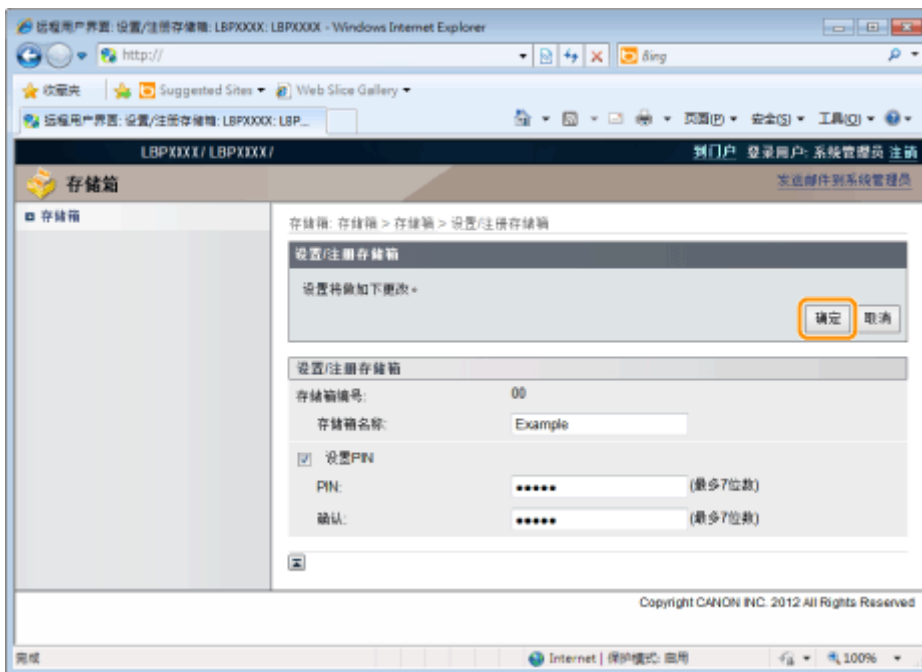 远程用户界面: 设置/注册存储箱: LBPXXXX: LBPXXXX - Windows Internet Explorer
http://
Bing
收藏夹 Suggested Sites Web Slice Gallery
远程用户界面: 设置/注册存储箱: LBPXXXX: LBP... 页面(P) 安全(S) 工具(O)
LBPXXXX/ LBPXXXX/ 到门户 登录用户: 系统管理员 注销
存储箱 发送邮件到系统管理员
存储箱
存储箱: 存储箱 > 存储箱 > 设置/注册存储箱
设置/注册存储箱
设置将做如下更改。
确定 取消
设置/注册存储箱
存储箱编号: 00
存储箱名称: Example
设置PIN
PIN: ••••• (最多7位数)
确认: ••••• (最多7位数)
Copyright CANON INC. 2012 All Rights Reserved
完成 Internet | 保护模式: 启用 100%